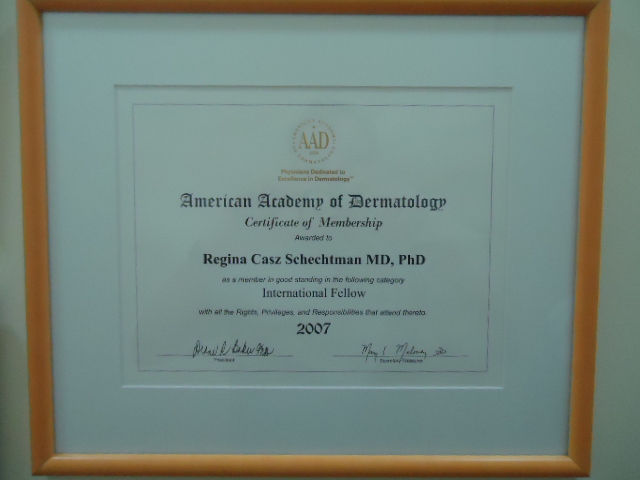 AAD
Physicians Dedicated to
Excellence in Dermatology™
American Academy of Dermatology
Certificate of Membership
Awarded to
Regina Casz Schechtman MD, PhD
as a member in good standing in the following category
International Fellow
with all the Rights, Privileges, and Responsibilities that attend thereto.
2007
President
Secretary-Treasurer